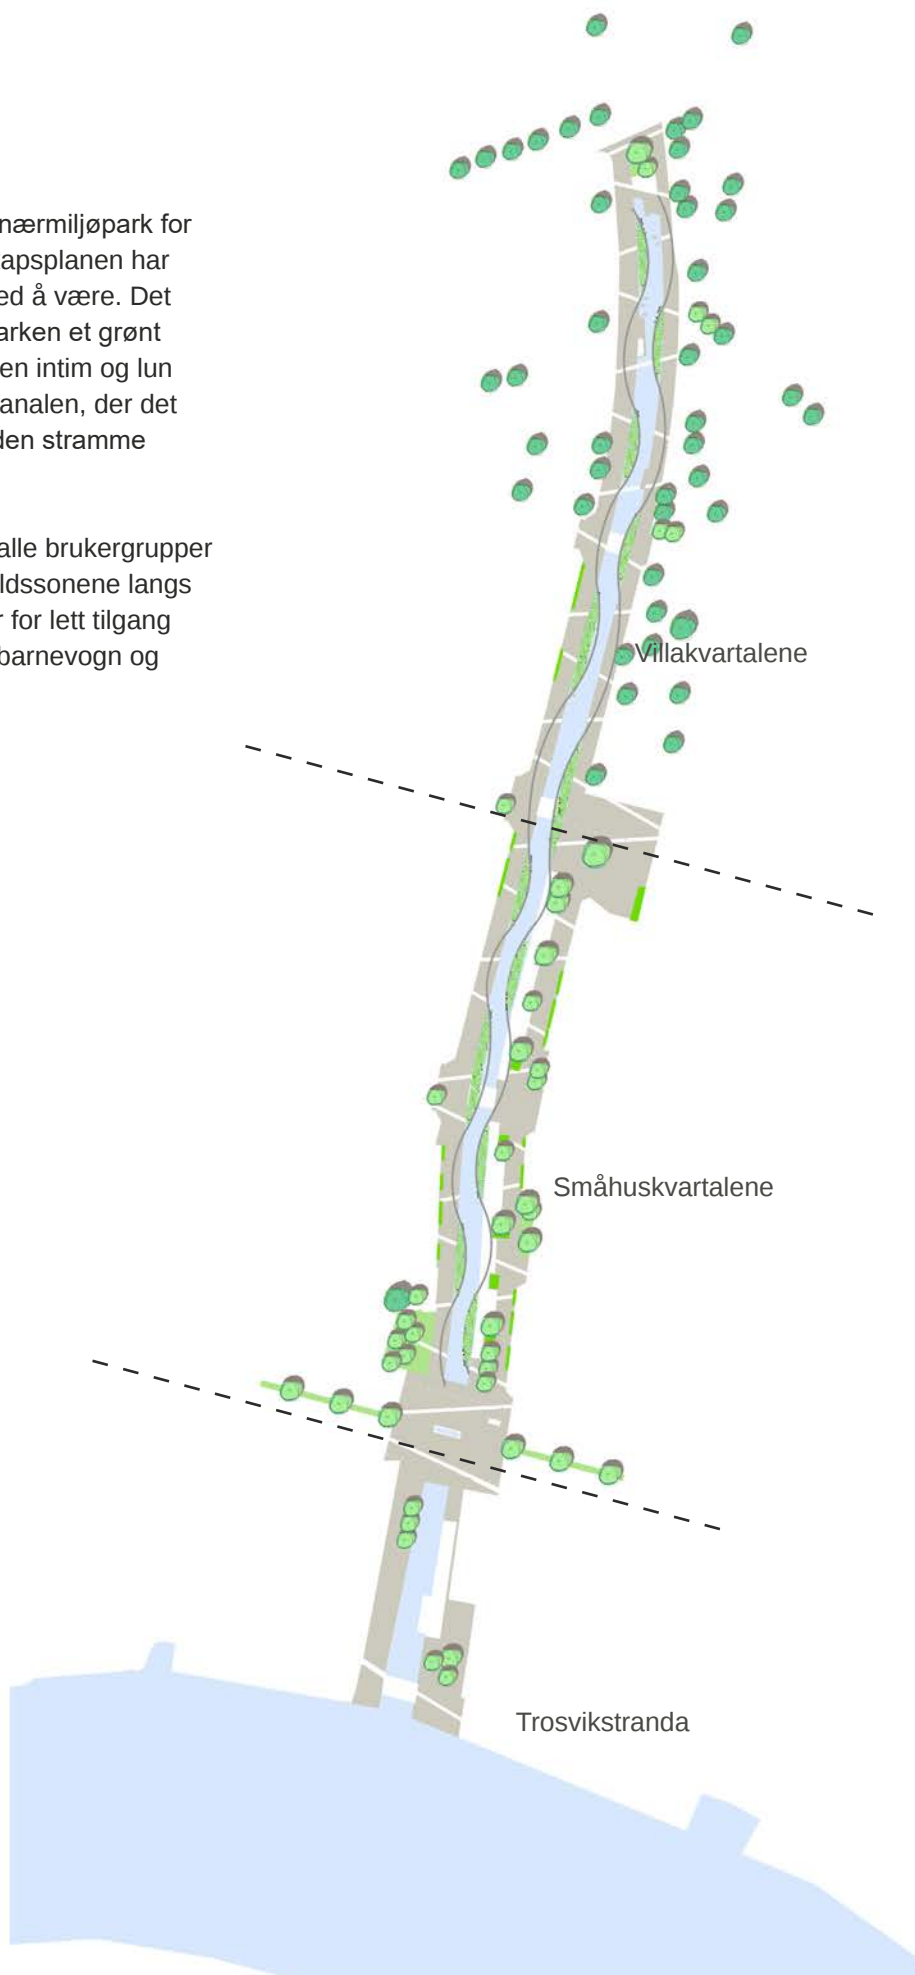 nærmiljøpark for
apsplanen har
ed å være. Det
arken et grønt
en intim og lun
analen, der det
den stramme
alle brukergrupper
ldssonene langs
r for lett tilgang
barnevogn og
Villakvartalene
Småhuskvartalene
Trosvikstranda